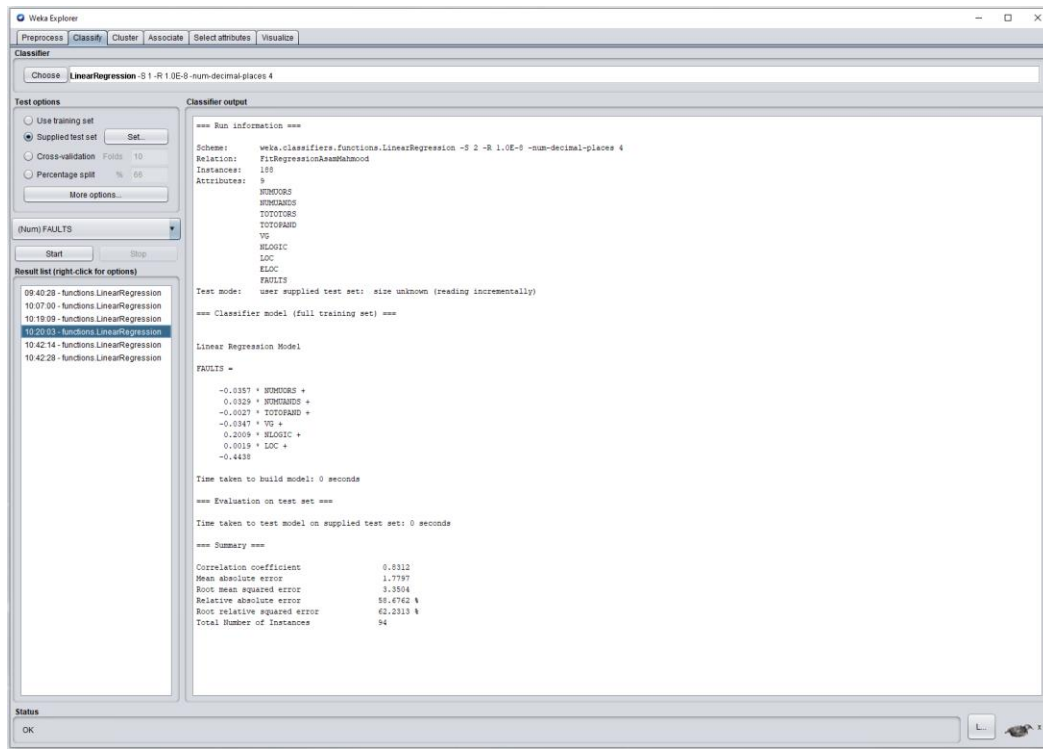 Weka Explorer
Preprocess Classify Cluster Associate Select attributes Visualize
Classifier
Choose LinearRegression -S 1 -R 1.0E-8 -num-decimal-places 4
Test options
Use training set
Supplied test set Set...
Cross-validation Folds 10
Percentage split % 66
More options...
(Num) FAULTS
Start Stop
Result list (right-click for options)
09:40:28 - functions.LinearRegression
10:07:00 - functions.LinearRegression
10:19:09 - functions.LinearRegression
10:20:03 - functions.LinearRegression
10:42:14 - functions.LinearRegression
10:42:28 - functions.LinearRegression
Classifier output
=== Run information ===
Scheme: weka.classifiers.functions.LinearRegression -S 2 -R 1.0E-8 -num-decimal-places 4
Relation: FitRegressionAsamMahmood
Instances: 188
Attributes: 9
NUMUORS
NUMUANDS
TOTOTORS
TOTOPAND
VG
NLOGIC
LOC
ELOC
FAULTS
Test mode: user supplied test set: size unknown (reading incrementally)
=== Classifier model (full training set) ===
Linear Regression Model
FAULTS =
-0.0357 * NUMUORS +
0.0329 * NUMUANDS +
-0.0027 * TOTOPAND +
-0.0347 * VG +
0.2009 * NLOGIC +
0.0019 * LOC +
-0.4438
Time taken to build model: 0 seconds
=== Evaluation on test set ===
Time taken to test model on supplied test set: 0 seconds
=== Summary ===
Correlation coefficient 0.8312
Mean absolute error 1.7797
Root mean squared error 3.3504
Relative absolute error 58.6762 %
Root relative squared error 62.2313 %
Total Number of Instances 94
Status
OK
L...
x